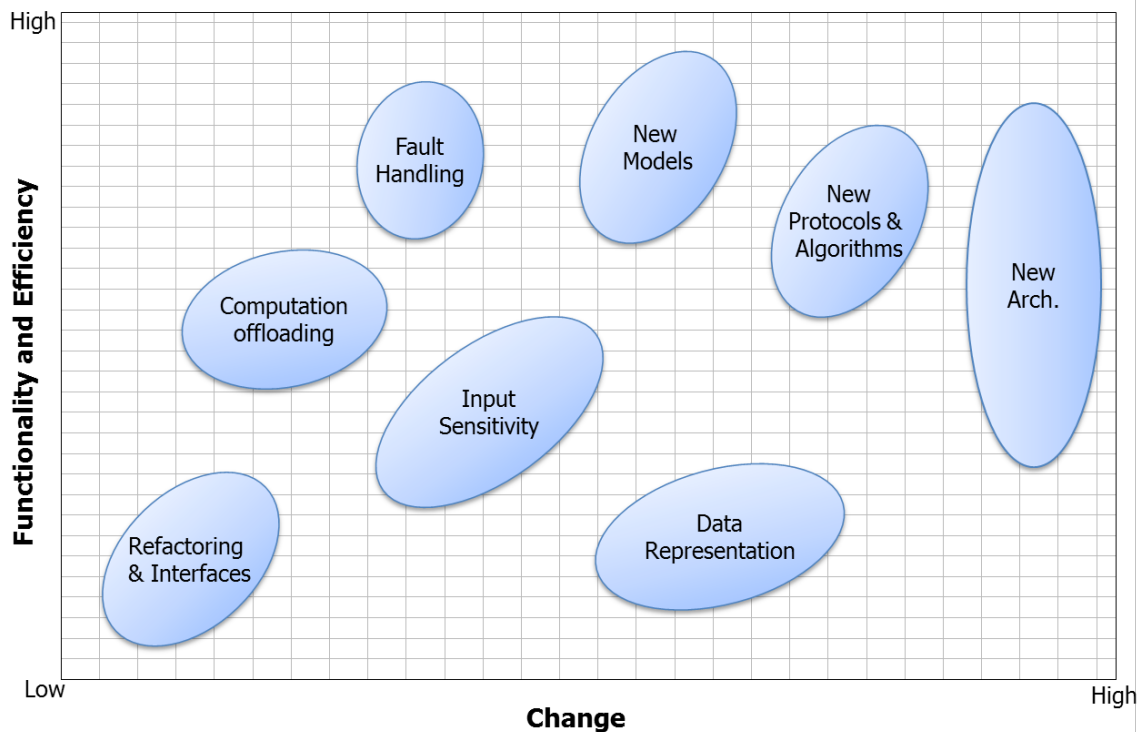 High
Fault
Handling
New
Models
New
Protocols &
Algorithms
New
Arch.
Computation
offloading
Input
Sensitivity
Refactoring
& Interfaces
Data
Representation
Functionality and Efficiency
Low
High
Change